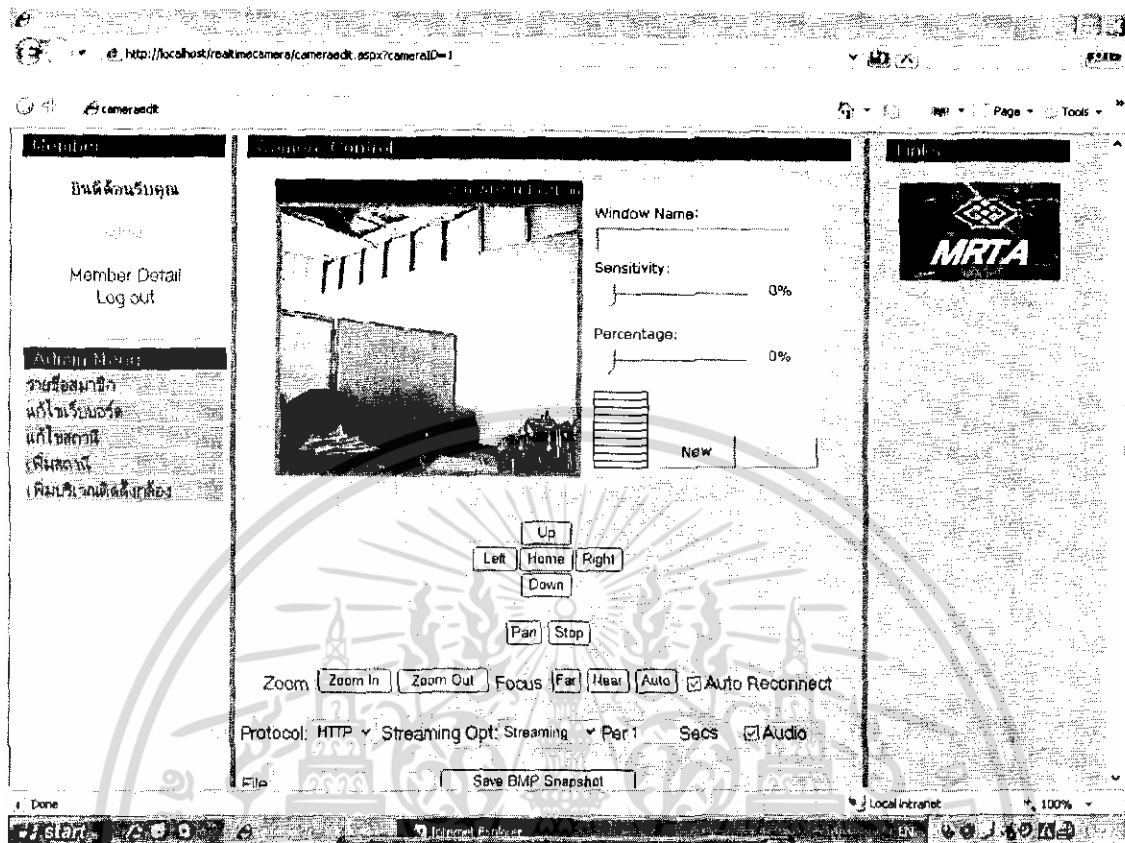 http://localhost/realtimecamera/cameraedit.aspx?cameraID=1
cameraedit
Page
Tools
Member
ยินดีต้อนรับคุณ
Member Detail
Log out
Admin Menu
รายชื่อสมาชิก
แก้ไขเว็บบอร์ด
แก้ไขสถานี
เพิ่มสถานี
เพิ่มบริเวณติดตั้งกล้อง
Camera Control
Window Name:
Sensitivity:
0%
Percentage:
0%
New
Up
Left Home Right
Down
Pan Stop
Zoom Zoom In Zoom Out Focus Far Near Auto Auto Reconnect
Protocol: HTTP Streaming Opt: Streaming Per 1 Secs Audio
File Save BMP Snapshot
Links
MRTA
Done
Local intranet
100%
start
Internet Explorer
EN